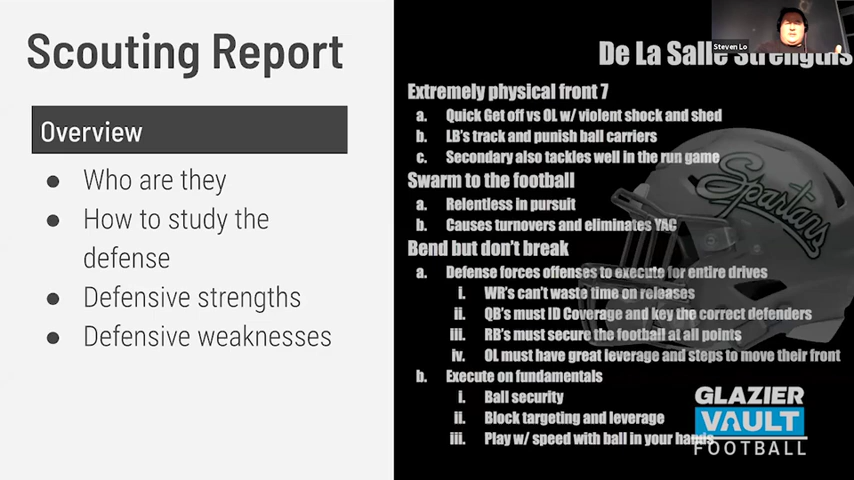 Scouting Report
Overview
● Who are they
● How to study the
defense
● Defensive strengths
● Defensive weaknesses
Steven Lo
De La Salle Strengths
Extremely physical front 7
a. Quick Get off vs OL w/ violent shock and shed
b. LB's track and punish ball carriers
c. Secondary also tackles well in the run game
Swarm to the football
a. Relentless in pursuit
b. Causes turnovers and eliminates YAC
Bend but don't break
a. Defense forces offenses to execute for entire drives
i. WR's can't waste time on releases
ii. QB's must ID Coverage and key the correct defenders
iii. RB's must secure the football at all points
iv. OL must have great leverage and steps to move their front
b. Execute on fundamentals
i. Ball security
ii. Block targeting and leverage
iii. Play w/ speed with ball in your hands
Spartans
GLAZIER
VAULT
FOOTBALL